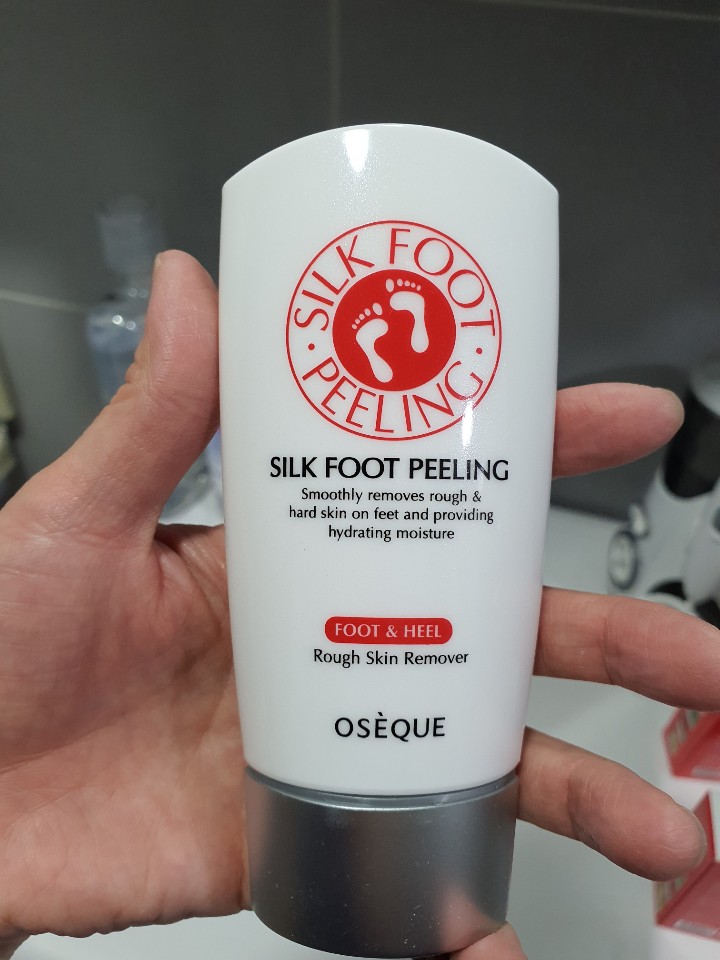 SILK FOOT
PEELING
SILK FOOT PEELING
Smoothly removes rough &
hard skin on feet and providing
hydrating moisture
FOOT & HEEL
Rough Skin Remover
OSÈQUE